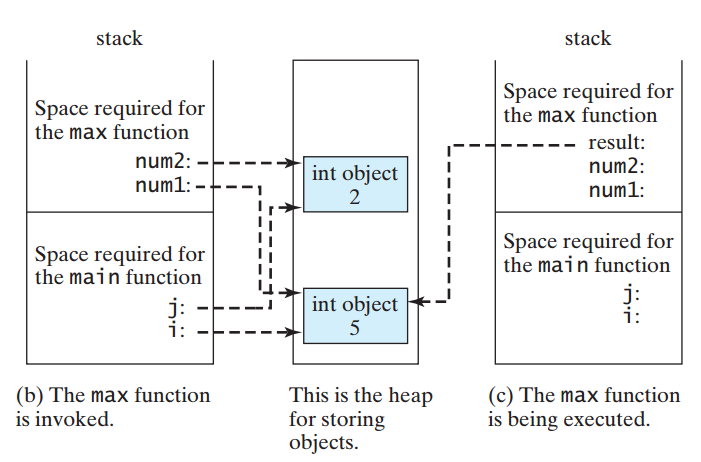 stack
Space required for
the max function
num2:
num1:
Space required for
the main function
j:
i:
(b) The max function
is invoked.
int object
2
int object
5
This is the heap
for storing
objects.
stack
Space required for
the max function
result:
num2:
num1:
Space required for
the main function
j:
i:
(c) The max function
is being executed.